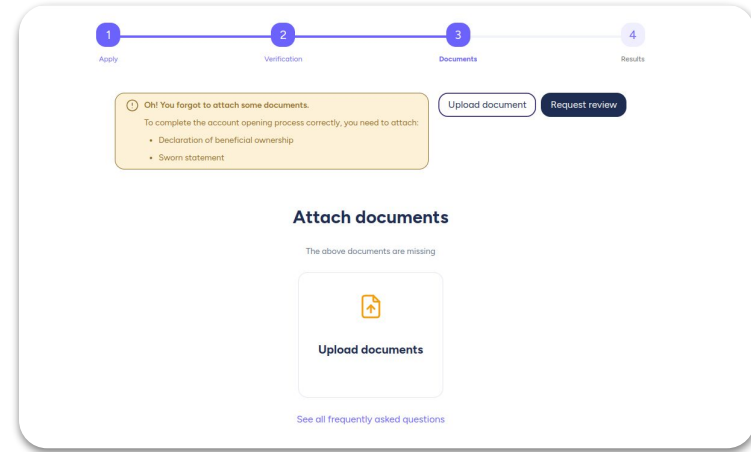 1
2
3
4
Apply
Verification
Documents
Results
Oh! You forgot to attach some documents.
To complete the account opening process correctly, you need to attach:
• Declaration of beneficial ownership
• Sworn statement
Upload document
Request review
Attach documents
The above documents are missing
Upload documents
See all frequently asked questions